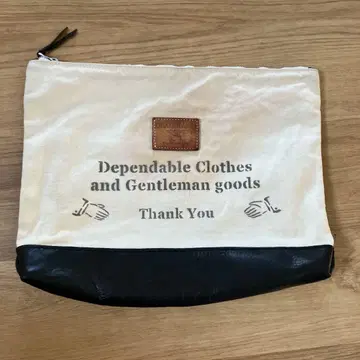 Dependable Clothes
and Gentleman goods
Thank You